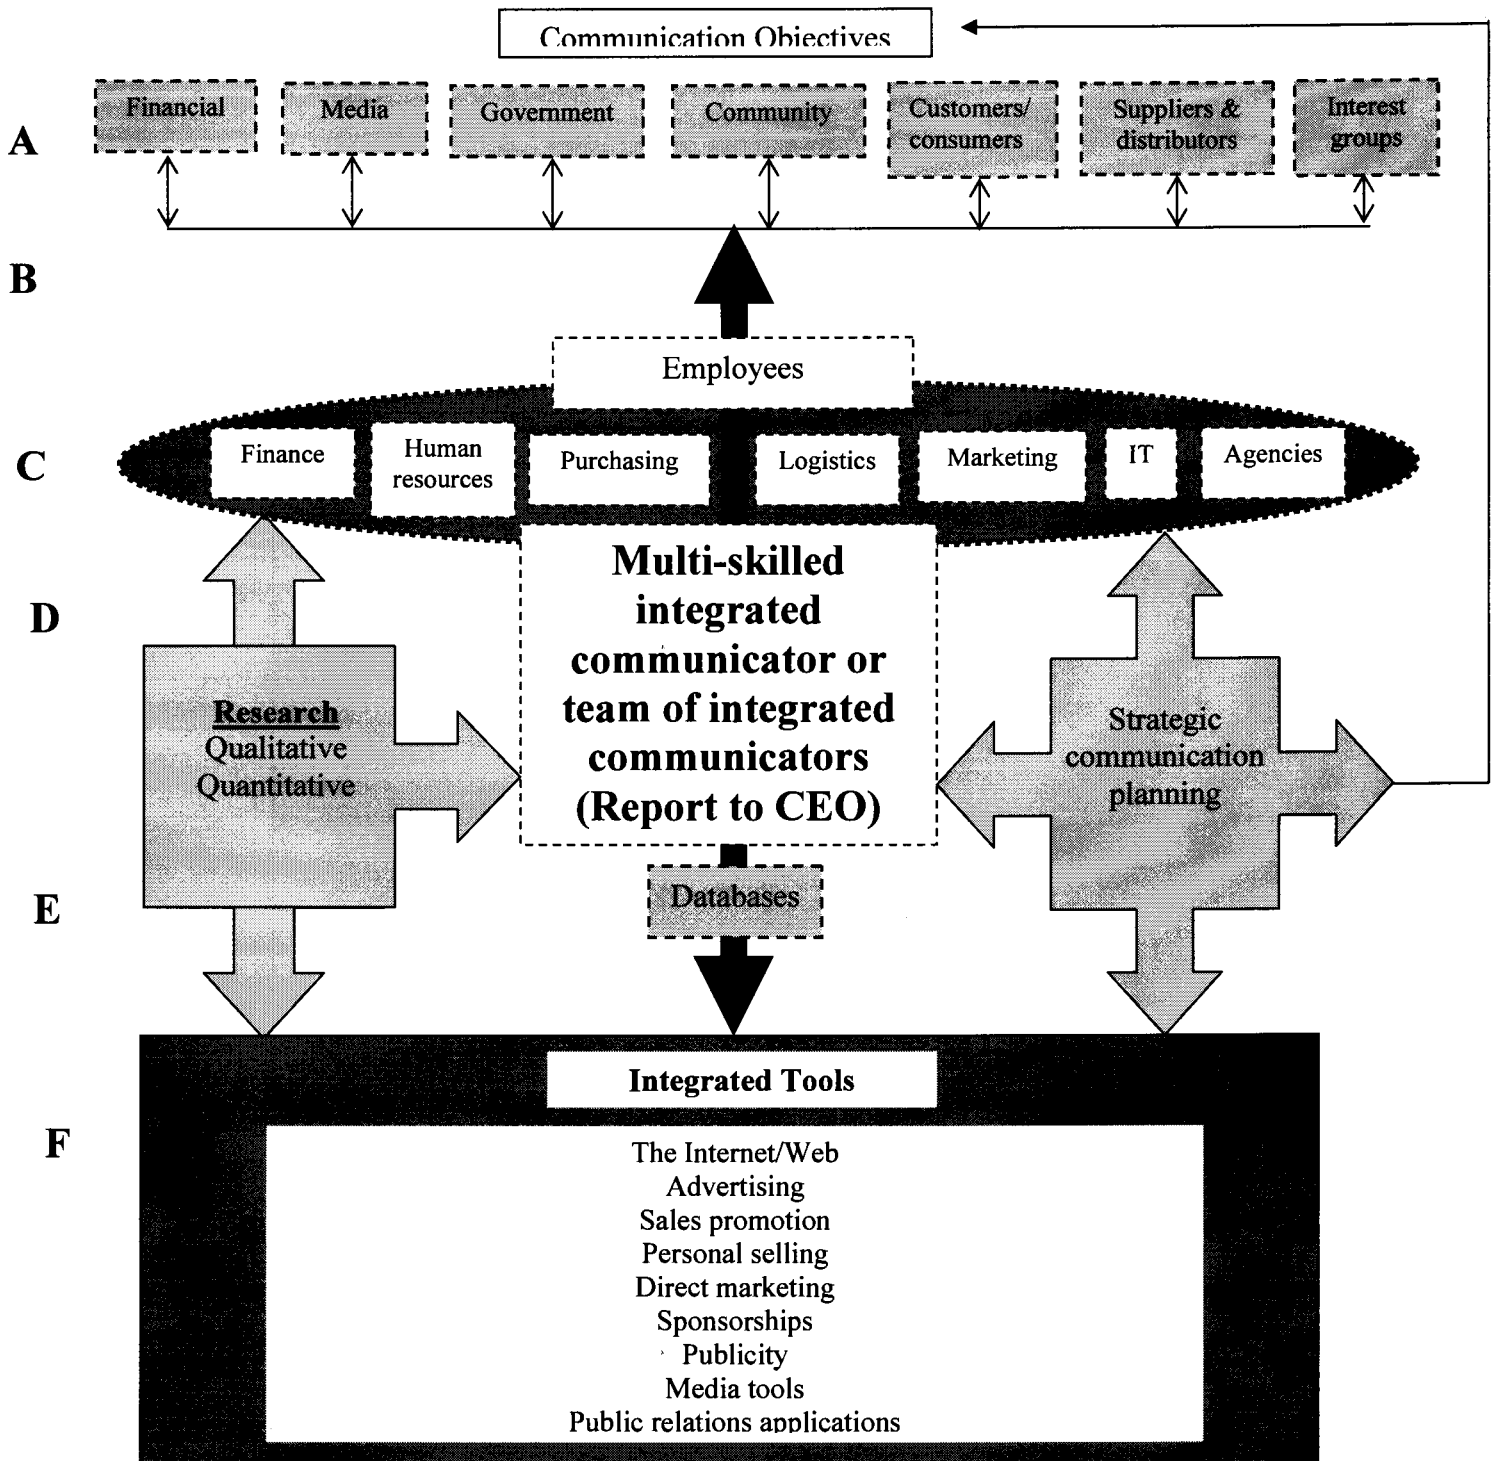 Communication Objectives
A
Financial
Media
Government
Community
Customers/
consumers
Suppliers &
distributors
Interest
groups
B
Employees
C
Finance
Human
resources
Purchasing
Logistics
Marketing
IT
Agencies
D
Multi-skilled
integrated
communicator or
team of integrated
communicators
(Report to CEO)
Research
Qualitative
Quantitative
Strategic
communication
planning
E
Databases
F
Integrated Tools
The Internet/Web
Advertising
Sales promotion
Personal selling
Direct marketing
Sponsorships
Publicity
Media tools
Public relations applications